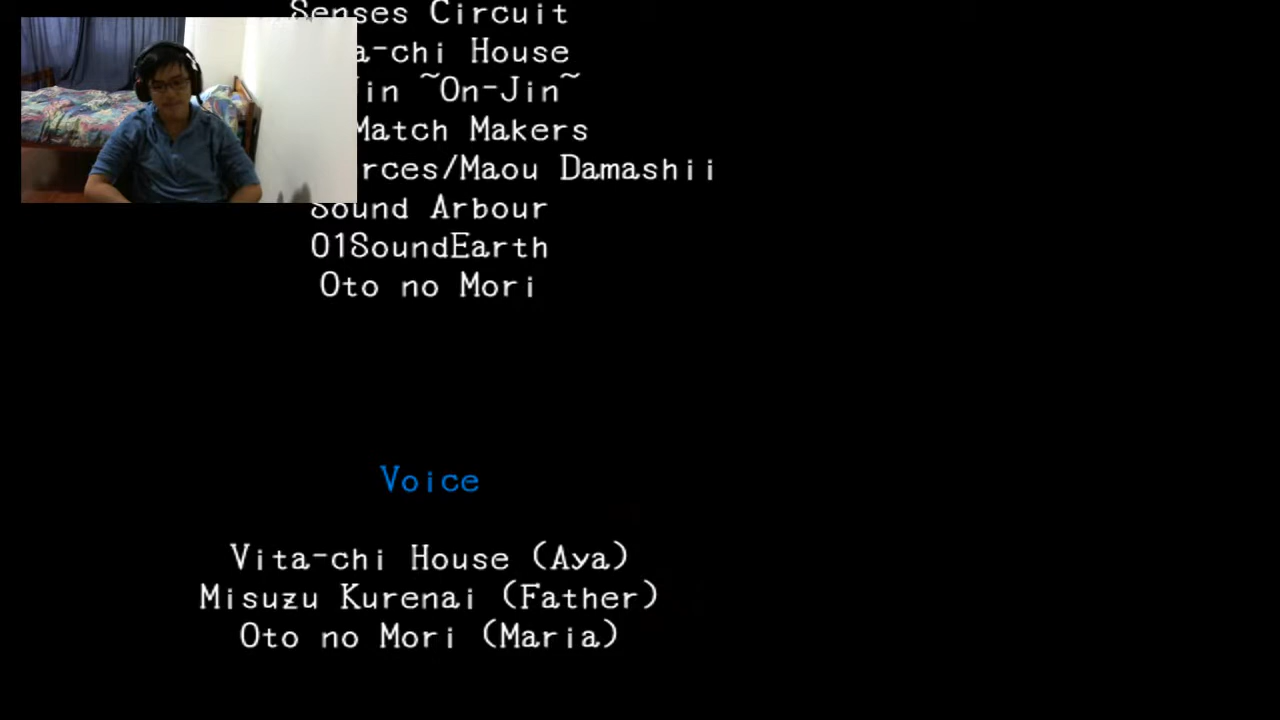 Senses Circuit
a-chi House
in ~On-Jin~
Match Makers
rces/Maou Damashii
Sound Arbour
01SoundEarth
Oto no Mori
Voice
Vita-chi House (Aya)
Misuzu Kurenai (Father)
Oto no Mori (Maria)